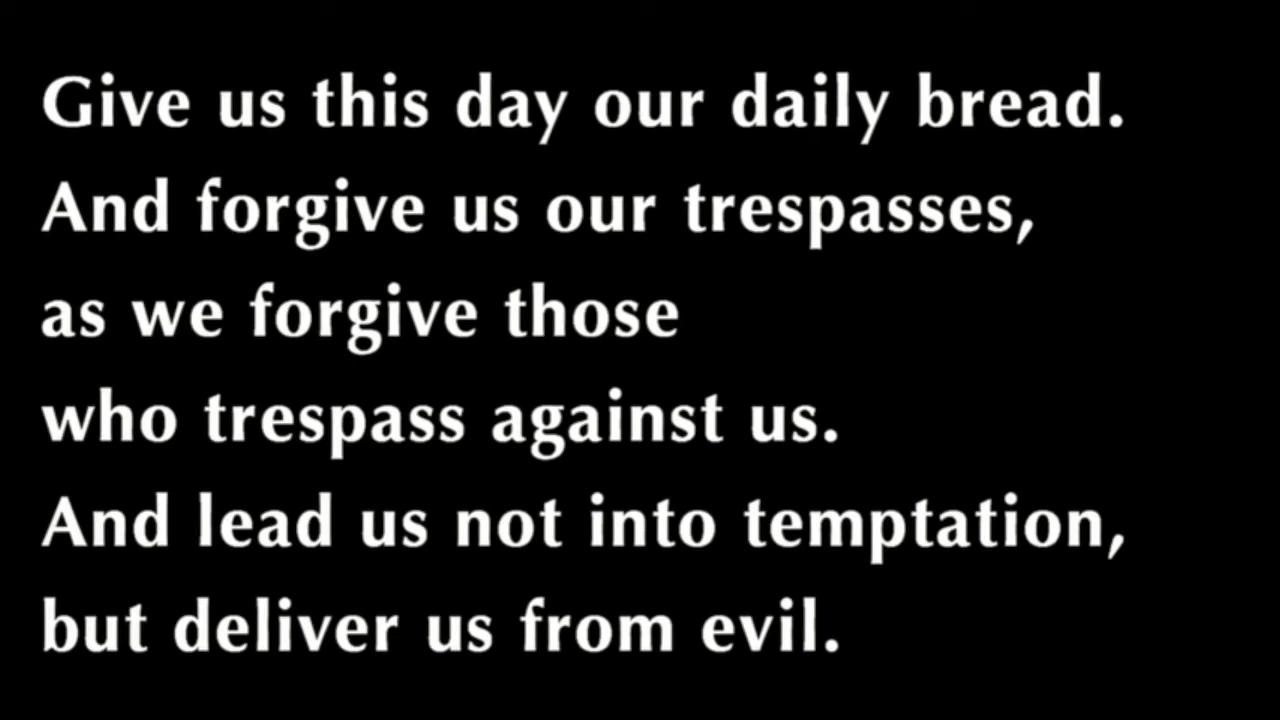 Give us this day our daily bread.
And forgive us our trespasses,
as we forgive those
who trespass against us.
And lead us not into temptation,
but deliver us from evil.